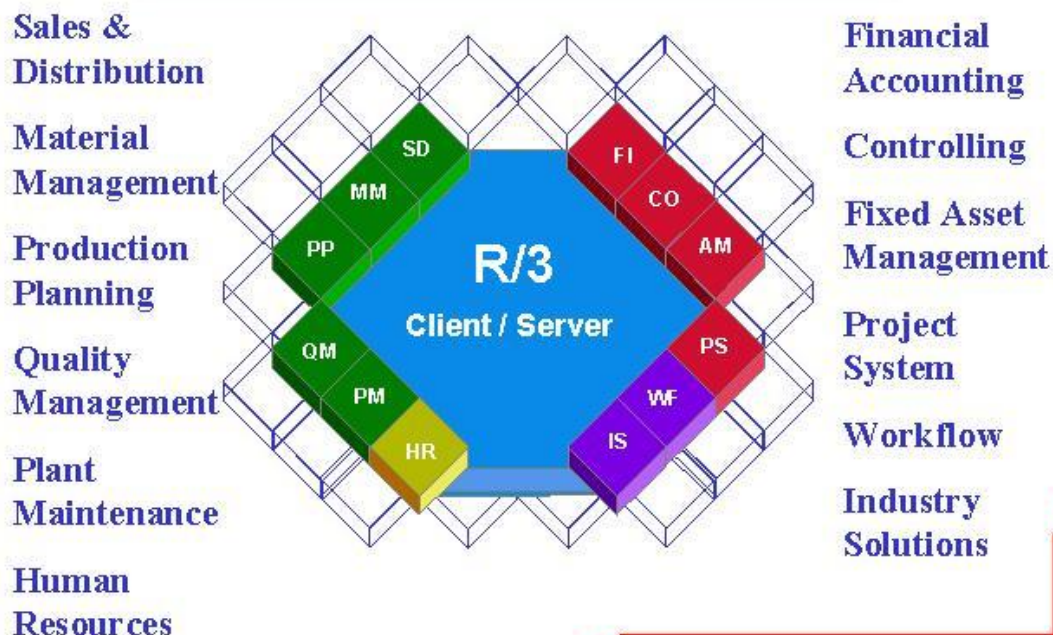 Sales &
Distribution
Material
Management
Production
Planning
Quality
Management
Plant
Maintenance
Human
Resources
SD
MM
PP
QM
PM
HR
R/3
Client / Server
FI
CO
AM
PS
WF
IS
Financial
Accounting
Controlling
Fixed Asset
Management
Project
System
Workflow
Industry
Solutions